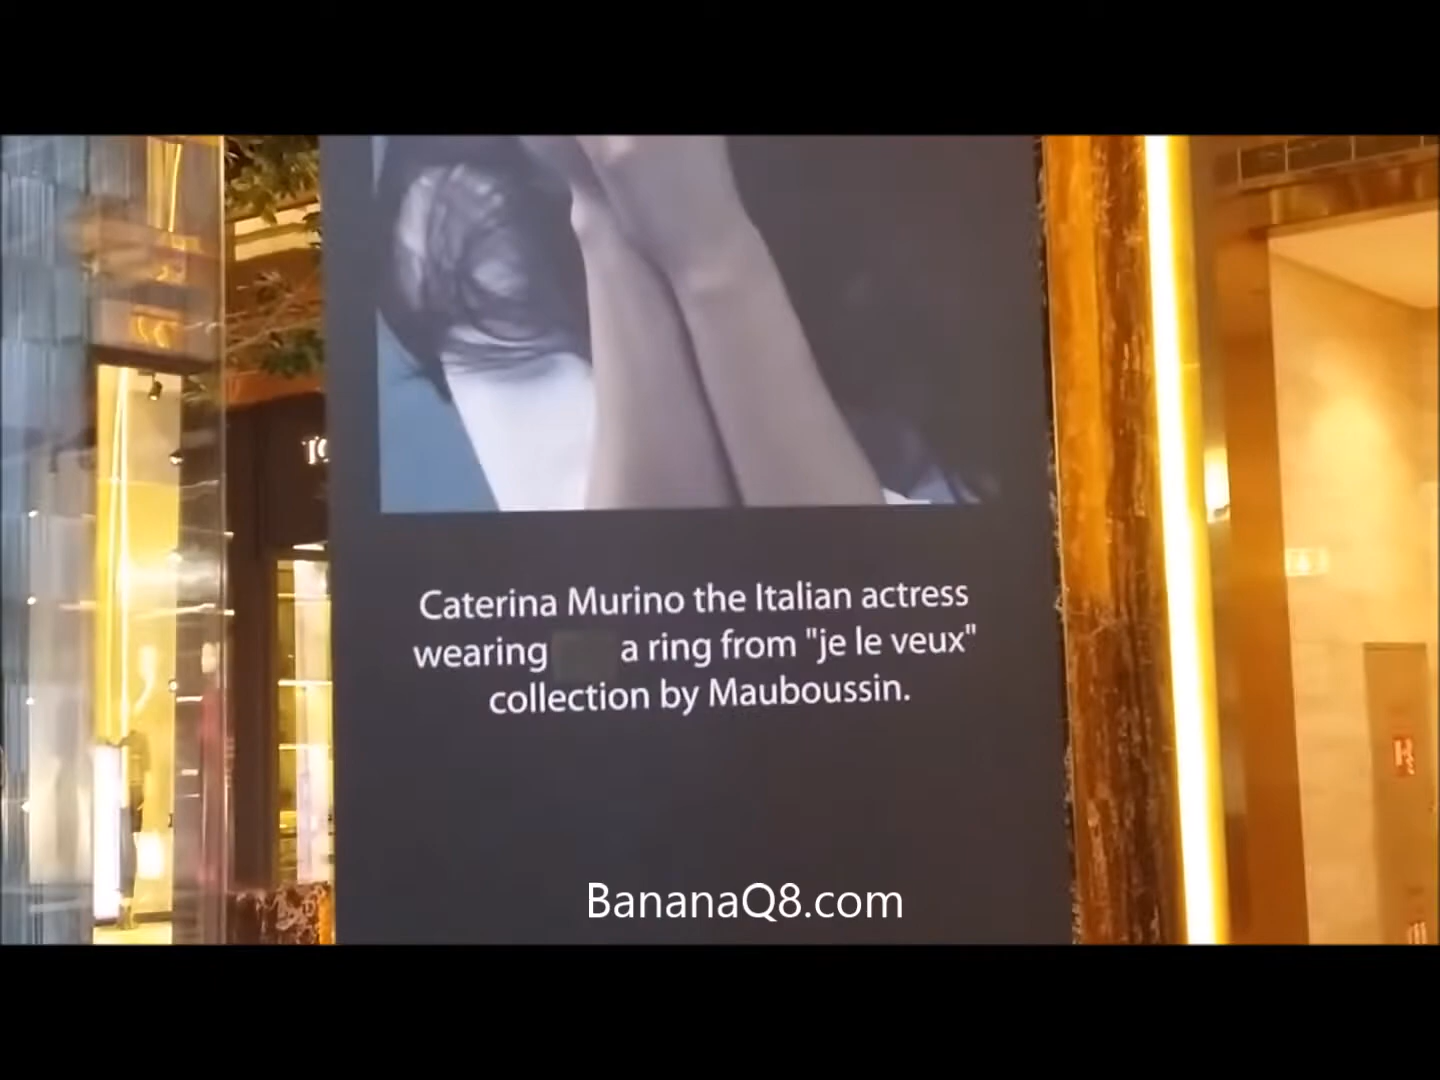 Caterina Murino the Italian actress
wearing a ring from "je le veux"
collection by Mauboussin.
BananaQ8.com